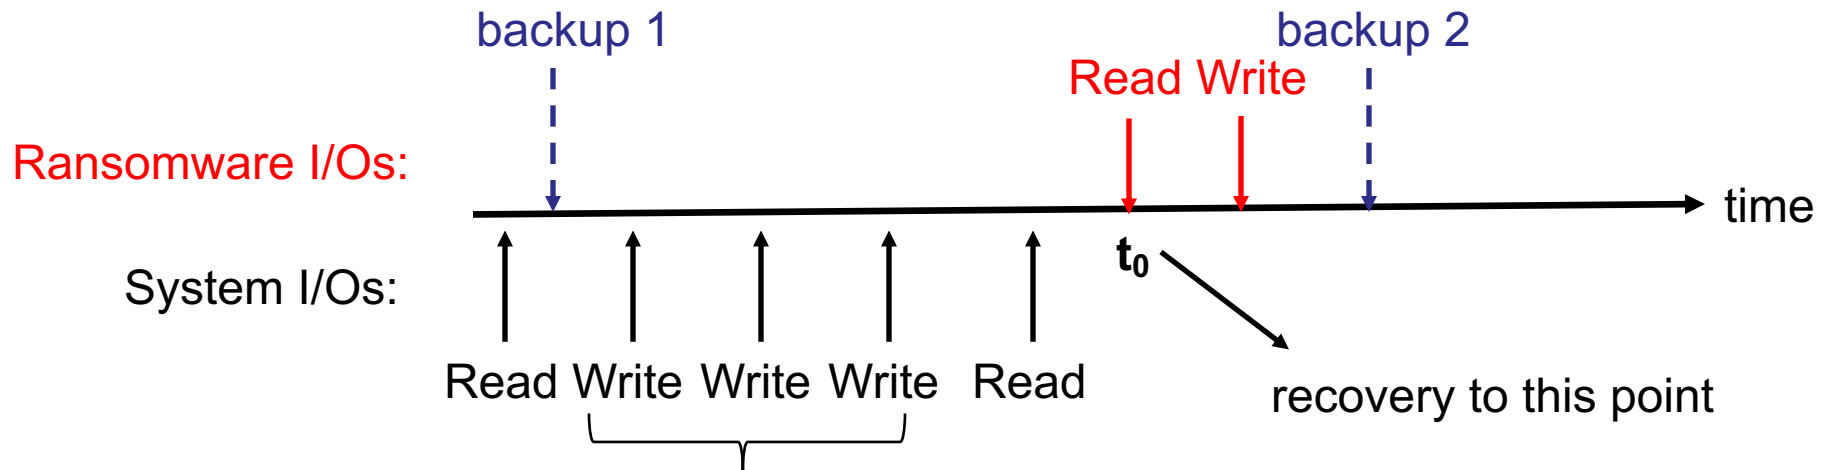 backup 1
backup 2
Read Write
Ransomware I/Os:
time
t₀
System I/Os:
Read Write Write Write Read
recovery to this point